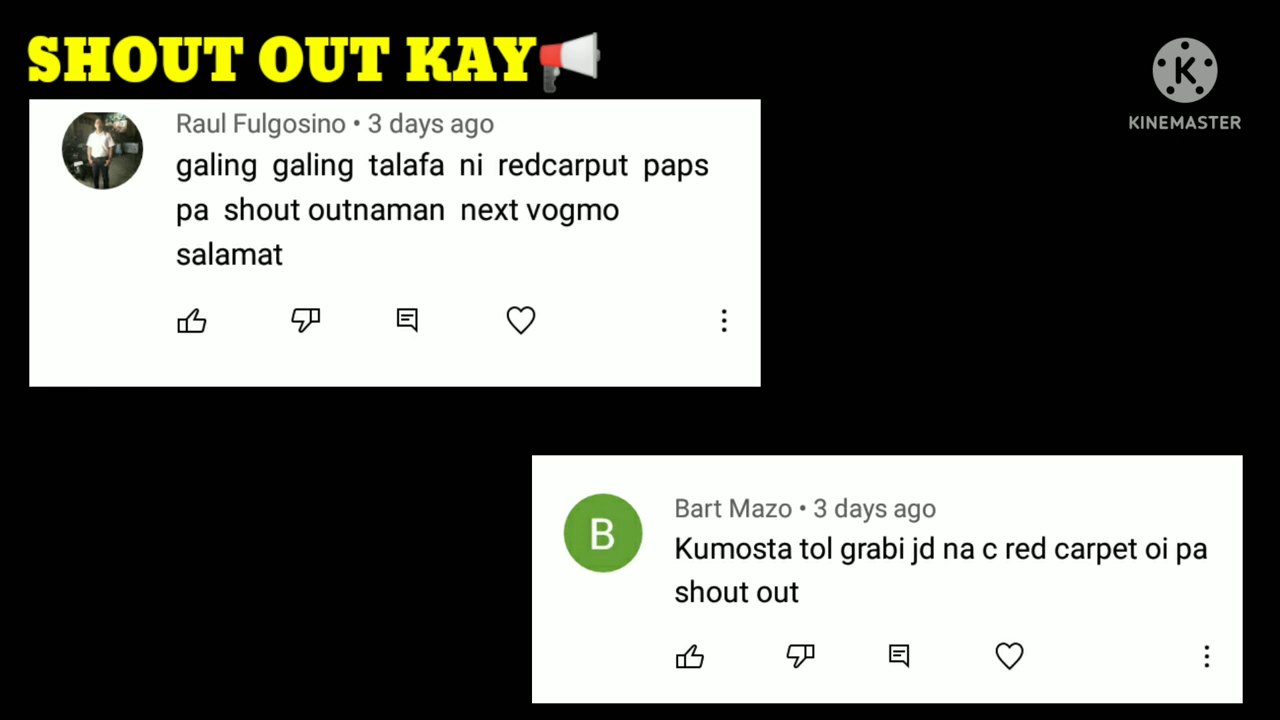 SHOUT OUT KAY
K
KINEMASTER
Raul Fulgosino • 3 days ago
galing galing talafa ni redcarput paps
pa shout outnaman next vogmo
salamat
B
Bart Mazo • 3 days ago
Kumosta tol grabi jd na c red carpet oi pa
shout out